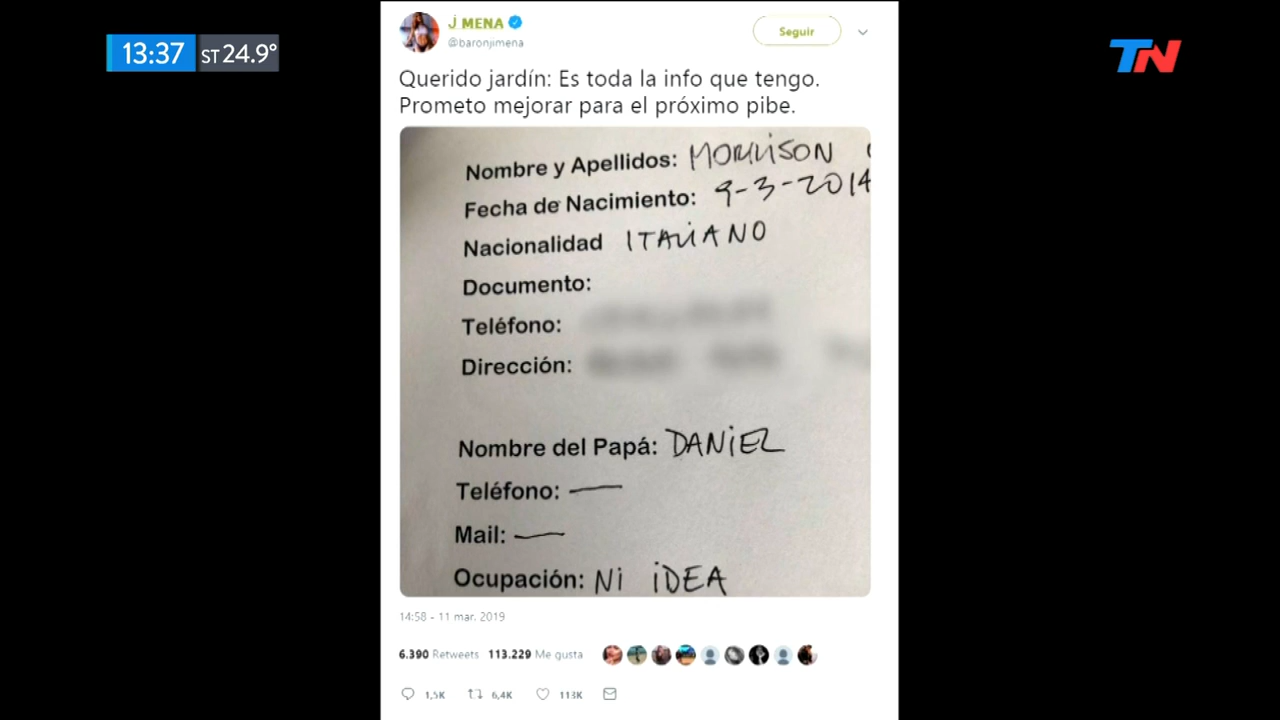 13:37 ST 24.9°
TN
J MENA
@baronjimena
Seguir
Querido jardín: Es toda la info que tengo.
Prometo mejorar para el próximo pibe.
Nombre y Apellidos: MORRISON
Fecha de Nacimiento: 9-3-2014
Nacionalidad ITALIANO
Documento:
Teléfono:
Dirección:
Nombre del Papá: DANIEL
Teléfono: —
Mail: —
Ocupación: NI IDEA
14:58 - 11 mar. 2019
6.390 Retweets 113.229 Me gusta
1,5K 6,4K 113K